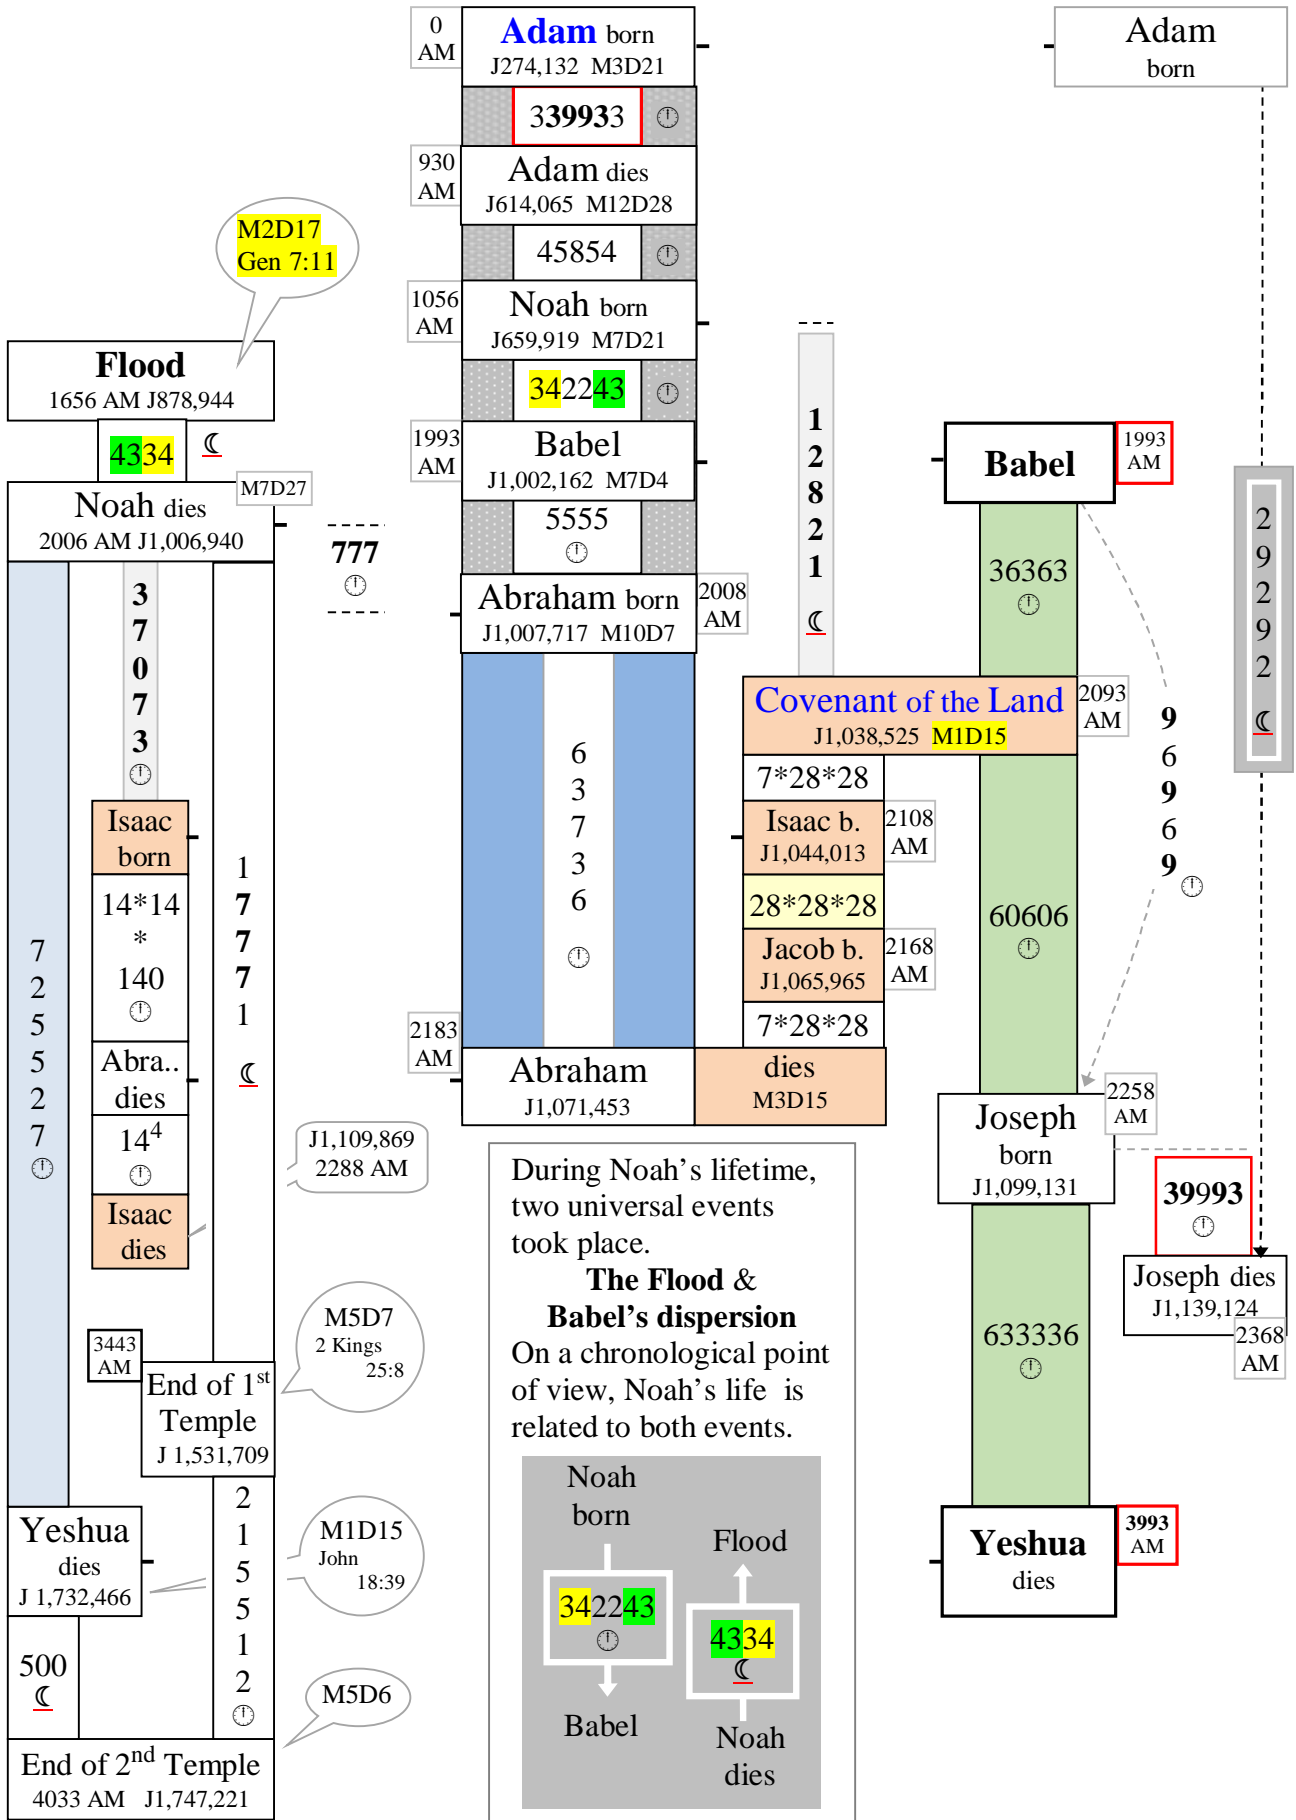 0
AM
Adam born
J274,132 M3D21
339933
🕛
930
AM
Adam dies
J614,065 M12D28
45854
🕛
1056
AM
Noah born
J659,919 M7D21
342243
🕛
1993
AM
Babel
J1,002,162 M7D4
5555
🕛
Abraham born
J1,007,717 M10D7
2008
AM
6
3
7
3
6
🕛
2183
AM
Abraham
J1,071,453
dies
M3D15
M2D17
Gen 7:11
Flood
1656 AM J878,944
4334
☾
M7D27
Noah dies
2006 AM J1,006,940
777
🕛
7
2
5
5
2
7
🕛
3
7
0
7
3
🕛
Isaac
born
14*14
*
140
🕛
Abra..
dies
14⁴
🕛
Isaac
dies
J1,109,869
2288 AM
1
7
7
7
1
☾
3443
AM
End of 1st
Temple
J 1,531,709
M5D7
2 Kings
25:8
2
1
5
5
1
2
🕛
Yeshua
dies
J 1,732,466
M1D15
John
18:39
500
☾
M5D6
End of 2nd Temple
4033 AM J1,747,221
1
2
8
2
1
☾
Covenant of the Land
J1,038,525 M1D15
2093
AM
7*28*28
Isaac b.
J1,044,013
2108
AM
28*28*28
Jacob b.
J1,065,965
2168
AM
7*28*28
During Noah’s lifetime,
two universal events
took place.
The Flood &
Babel’s dispersion
On a chronological point
of view, Noah’s life is
related to both events.
Noah
born
342243
🕛
Babel
Flood
4334
☾
Noah
dies
Adam
born
2
9
2
9
2
☾
Babel
1993
AM
36363
🕛
9
6
9
6
9
🕛
60606
🕛
Joseph
born
J1,099,131
2258
AM
39993
🕛
Joseph dies
J1,139,124
2368
AM
633336
🕛
Yeshua
dies
3993
AM